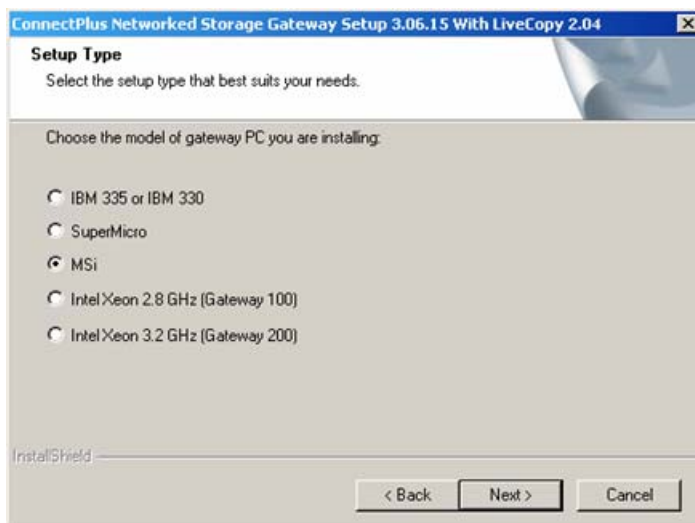 ConnectPlus Networked Storage Gateway Setup 3.06.15 With LiveCopy 2.04
Setup Type
Select the setup type that best suits your needs.
Choose the model of gateway PC you are installing:
IBM 335 or IBM 330
SuperMicro
MSi
Intel Xeon 2.8 GHz (Gateway 100)
Intel Xeon 3.2 GHz (Gateway 200)
InstallShield
< Back
Next >
Cancel